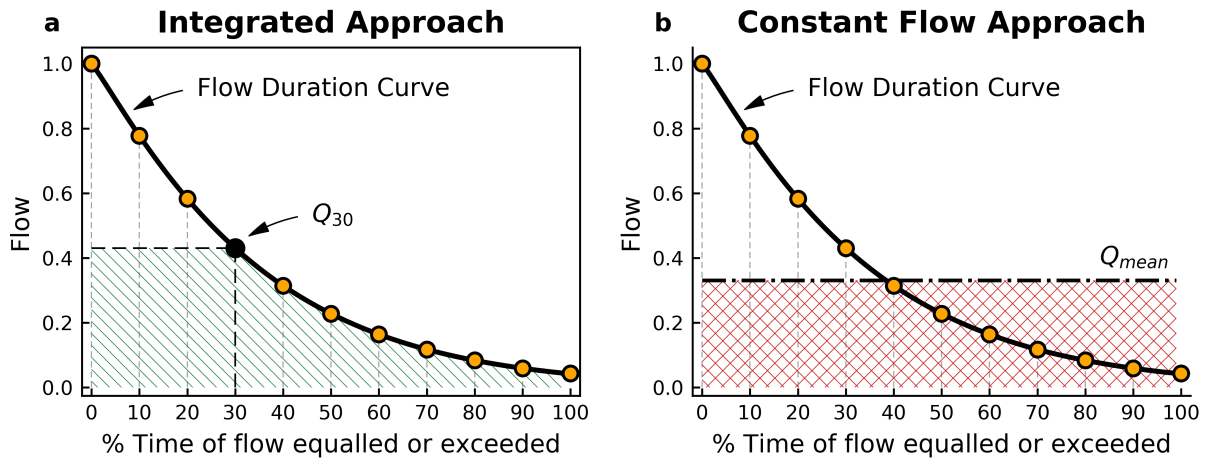 a
Integrated Approach
Flow Duration Curve
Q30
Flow
1.0
0.8
0.6
0.4
0.2
0.0
0 10 20 30 40 50 60 70 80 90 100
% Time of flow equalled or exceeded
b
Constant Flow Approach
Flow Duration Curve
Qmean
Flow
1.0
0.8
0.6
0.4
0.2
0.0
0 10 20 30 40 50 60 70 80 90 100
% Time of flow equalled or exceeded